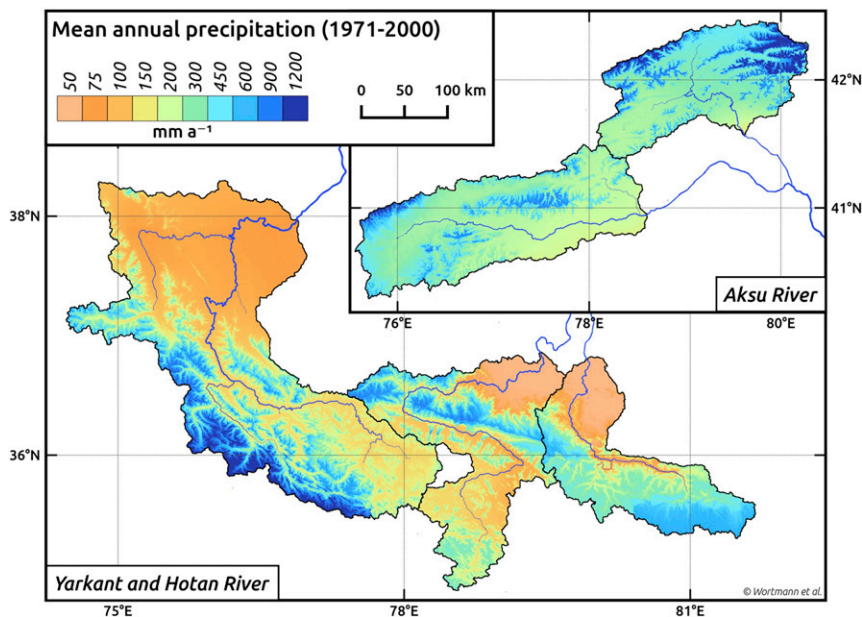 Mean annual precipitation (1971-2000)
50 75 100 150 200 300 450 600 900 1200
mm a⁻¹
0 50 100 km
42°N
41°N
76°E 78°E 80°E
Aksu River
38°N
36°N
Yarkant and Hotan River
© Wortmann et al.
75°E 78°E 81°E